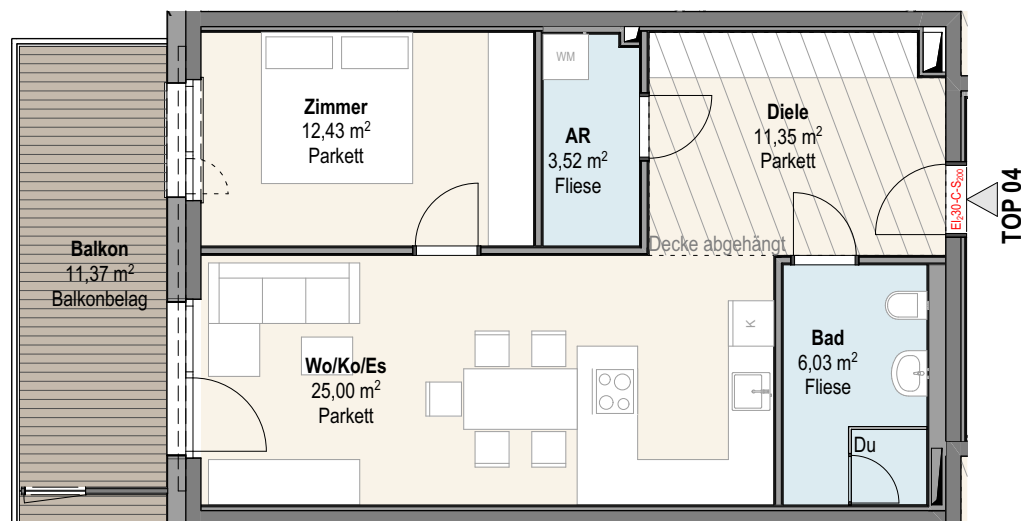 Zimmer
12,43 m²
Parkett
WM
AR
3,52 m²
Fliese
Diele
11,35 m²
Parkett
EI₂30-C-S₂₀₀
TOP 04
Decke abgehängt
Balkon
11,37 m²
Balkonbelag
Wo/Ko/Es
25,00 m²
Parkett
K
Bad
6,03 m²
Fliese
Du